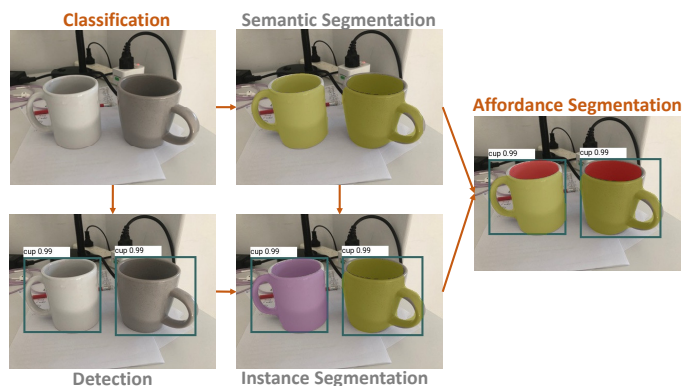 Classification
Semantic Segmentation
Affordance Segmentation
cup 0.99
cup 0.99
cup 0.99
cup 0.99
cup 0.99
cup 0.99
Detection
Instance Segmentation